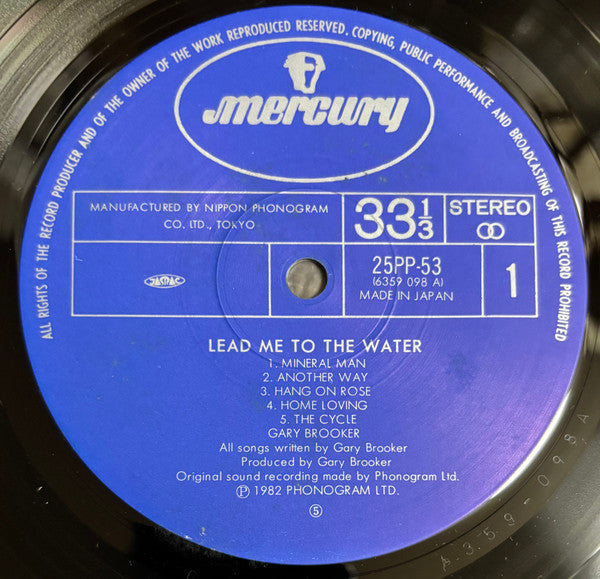 ALL RIGHTS OF THE RECORD PRODUCER AND OF THE OWNER OF THE WORK REPRODUCED RESERVED. COPYING, PUBLIC PERFORMANCE AND BROADCASTING OF THIS RECORD PROHIBITED
mercury
MANUFACTURED BY NIPPON PHONOGRAM
CO. LTD., TOKYO
33 1/3
STEREO
JASRAC
25PP-53
(6359 098 A)
MADE IN JAPAN
1
LEAD ME TO THE WATER
1. MINERAL MAN
2. ANOTHER WAY
3. HANG ON ROSE
4. HOME LOVING
5. THE CYCLE
GARY BROOKER
All songs written by Gary Brooker
Produced by Gary Brooker
Original sound recording made by Phonogram Ltd.
Ⓟ 1982 PHONOGRAM LTD.
⑤